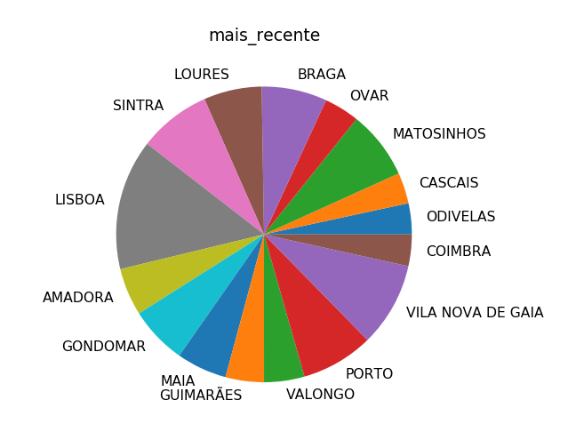 mais_recente
LOURES
BRAGA
OVAR
SINTRA
MATOSINHOS
CASCAIS
LISBOA
ODIVELAS
COIMBRA
AMADORA
VILA NOVA DE GAIA
GONDOMAR
PORTO
MAIA
GUIMARÃES
VALONGO